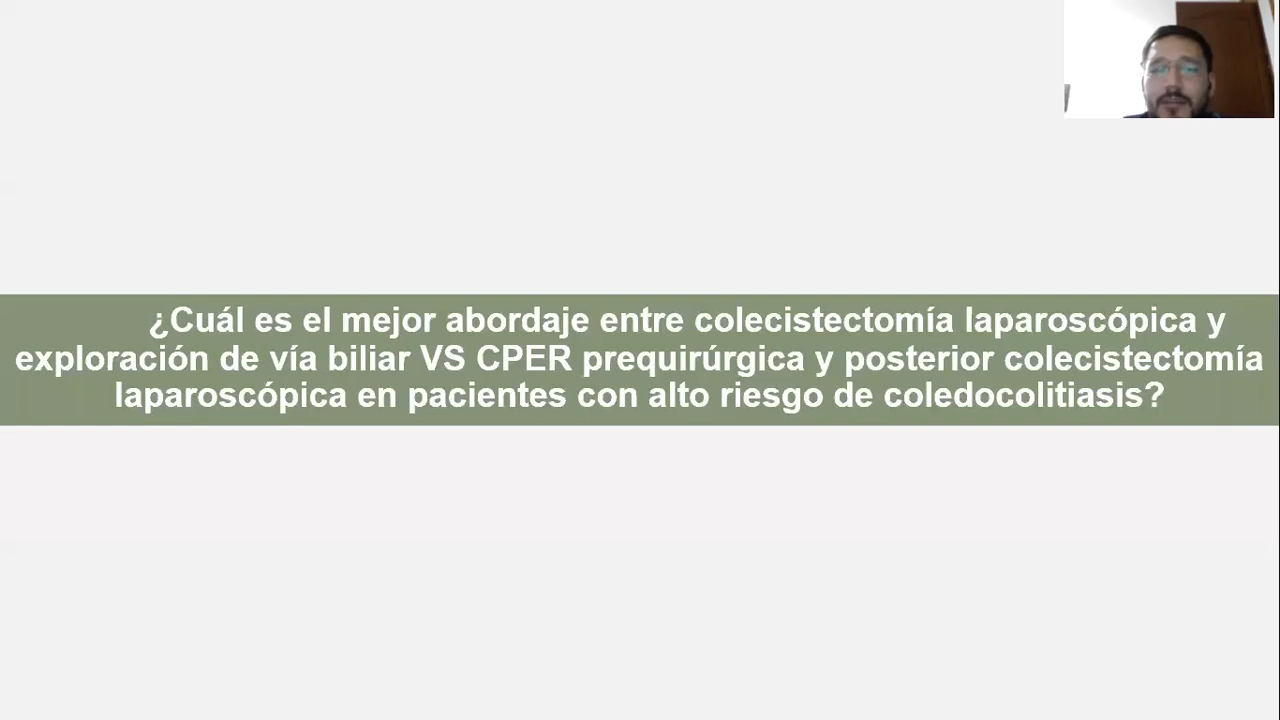 ¿Cuál es el mejor abordaje entre colecistectomía laparoscópica y
exploración de vía biliar VS CPER prequirúrgica y posterior colecistectomía
laparoscópica en pacientes con alto riesgo de coledocolitiasis?